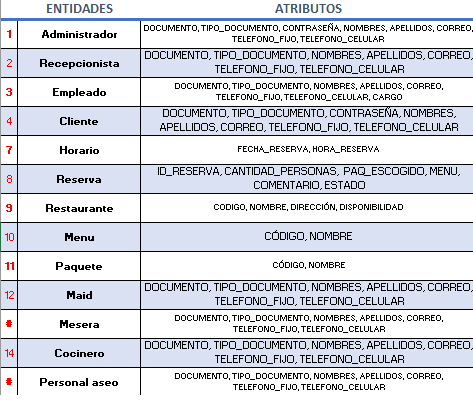 ENTIDADES ATRIBUTOS
1 Administrador DOCUMENTO, TIPO_DOCUMENTO, CONTRASEÑA, NOMBRES, APELLIDOS, CORREO,
TELEFONO_FIJO, TELEFONO_CELULAR
2 Recepcionista DOCUMENTO, TIPO_DOCUMENTO, NOMBRES, APELLIDOS, CORREO,
TELEFONO_FIJO, TELEFONO_CELULAR
3 Empleado DOCUMENTO, TIPO_DOCUMENTO, NOMBRES, APELLIDOS, CORREO,
TELEFONO_FIJO, TELEFONO_CELULAR, CARGO
4 Cliente DOCUMENTO, TIPO_DOCUMENTO, CONTRASEÑA, NOMBRES,
APELLIDOS, CORREO, TELEFONO_FIJO, TELEFONO_CELULAR
7 Horario FECHA_RESERVA, HORA_RESERVA
8 Reserva ID_RESERVA, CANTIDAD_PERSONAS, PAQ_ESCOGIDO, MENU,
COMENTARIO, ESTADO
9 Restaurante CODIGO, NOMBRE, DIRECCIÓN, DISPONIBILIDAD
10 Menu CÓDIGO, NOMBRE
11 Paquete CÓDIGO, NOMBRE
12 Maid DOCUMENTO, TIPO_DOCUMENTO, NOMBRES, APELLIDOS, CORREO,
TELEFONO_FIJO, TELEFONO_CELULAR
# Mesera DOCUMENTO, TIPO_DOCUMENTO, NOMBRES, APELLIDOS, CORREO,
TELEFONO_FIJO, TELEFONO_CELULAR
14 Cocinero DOCUMENTO, TIPO_DOCUMENTO, NOMBRES, APELLIDOS, CORREO,
TELEFONO_FIJO, TELEFONO_CELULAR
# Personal aseo DOCUMENTO, TIPO_DOCUMENTO, NOMBRES, APELLIDOS, CORREO,
TELEFONO_FIJO, TELEFONO_CELULAR